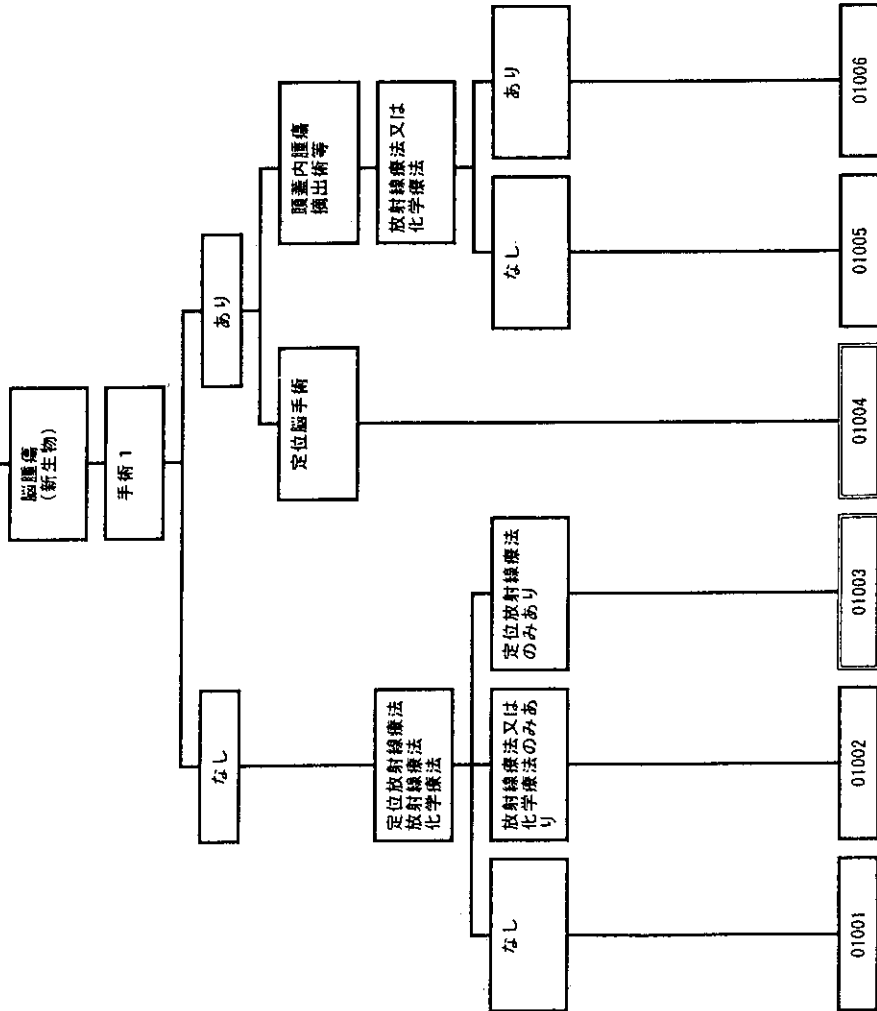 脳腫瘍
(新生物)
手術1
なし
あり
定位脳手術
頭蓋内腫瘍
摘出術等
定位放射線療法
放射線療法
化学療法
放射線療法又は
化学療法
なし
放射線療法又は
化学療法のみあ
り
定位放射線療法
のみあり
なし
あり
01001
01002
01003
01004
01005
01006